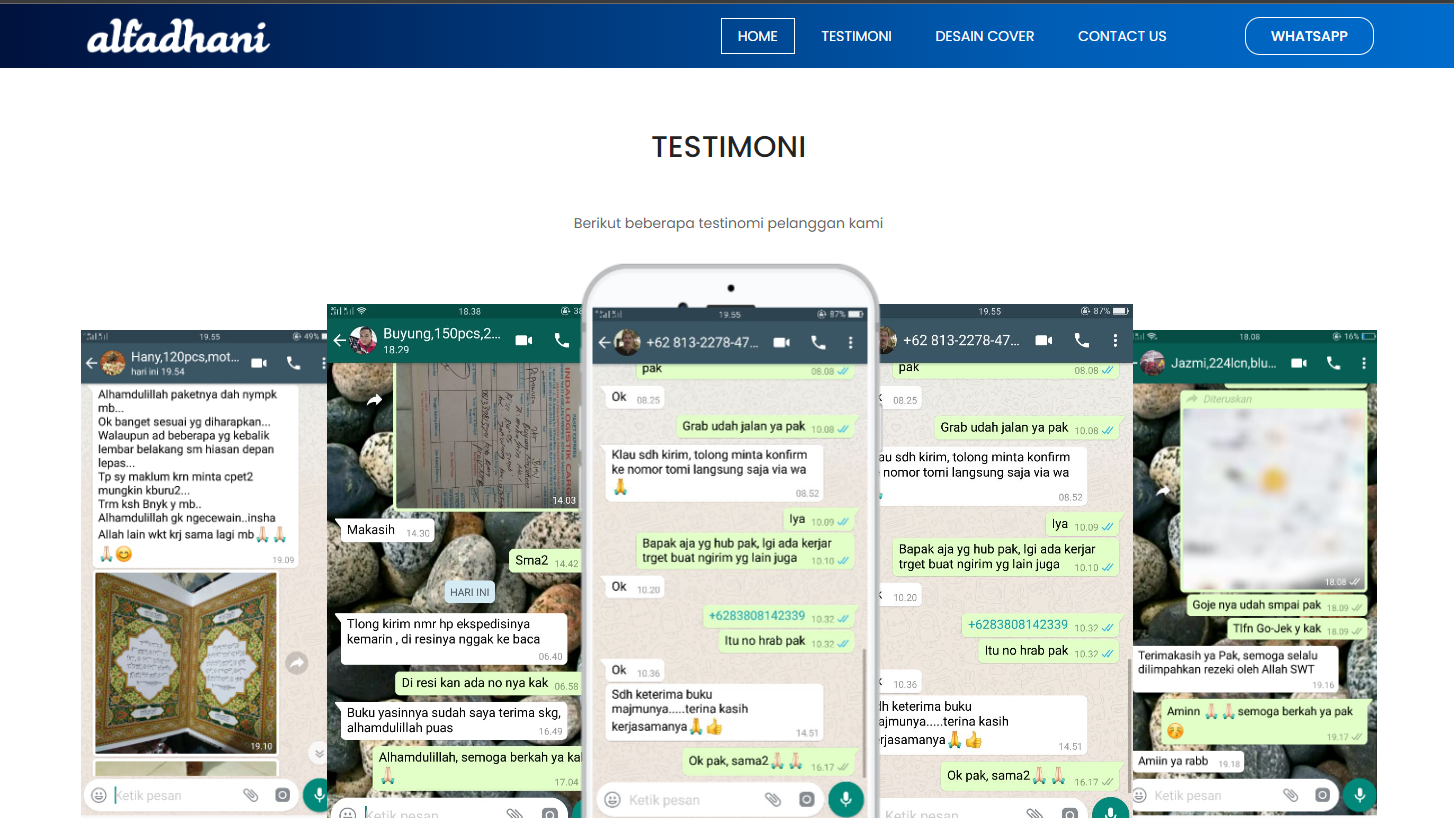 alfadhani
HOME
TESTIMONI
DESAIN COVER
CONTACT US
WHATSAPP
TESTIMONI
Berikut beberapa testinomi pelanggan kami
19.55
49%
Hany,120pcs,mot...
hari ini 19.54
Alhamdulillah paketnya dah nympk
mb...
Ok banget sesuai yg diharapkan...
Walaupun ad beberapa yg kebalik
lembar belakang sm hiasan depan
lepas...
Tp sy maklum krn minta cpet2
mungkin kburu2...
Trm ksh Bnyk y mb..
Alhamdulillah gk ngecewain..insha
Allah lain wkt krj sama lagi mb🙏🙏
🙏😊
19.09
19.10
Ketik pesan
18.38
38
Buyung,150pcs,2...
18.29
INDAH LOGISTIK CARGO
14.03
Makasih 14.30
Sma2 14.42
HARI INI
Tlong kirim nmr hp ekspedisinya
kemarin , di resinya nggak ke baca
06.40
Di resi kan ada no nya kak 06.58
Buku yasinnya sudah saya terima skg,
alhamdulillah puas
16.49
Alhamdulillah, semoga berkah ya ka
🙏
17.04
Ketik pesan
19.55
87%
+62 813-2278-47...
pak
08.08
Ok 08.25
Grab udah jalan ya pak 10.08
Klau sdh kirim, tolong minta konfirm
ke nomor tomi langsung saja via wa
🙏
08.52
Iya 10.09
Bapak aja yg hub pak, lgi ada kerjar
trget buat ngirim yg lain juga 10.10
Ok 10.20
+6283808142339 10.32
Itu no hrab pak 10.32
Ok 10.36
Sdh keterima buku
majmunya.....terina kasih
kerjasamanya🙏👍
14.51
Ok pak, sama2🙏🙏 16.17
Ketik pesan
19.55
87%
+62 813-2278-47...
pak
08.08
08.25
Grab udah jalan ya pak 10.08
au sdh kirim, tolong minta konfirm
nomor tomi langsung saja via wa
08.52
Iya 10.09
Bapak aja yg hub pak, lgi ada kerjar
trget buat ngirim yg lain juga 10.10
10.20
+6283808142339 10.32
Itu no hrab pak 10.32
10.36
dh keterima buku
ajmunya.....terina kasih
rjasamanya🙏👍
14.51
Ok pak, sama2🙏🙏 16.17
Ketik pesan
18.08
16%
Jazmi,224lcn,blu...
Diteruskan
18.08
Goje nya udah smpai pak 18.09
Tlfn Go-Jek y kak 18.09
Terimakasih ya Pak, semoga selalu
dilimpahkan rezeki oleh Allah SWT
19.16
Aminn 🙏🙏semoga berkah ya pak
😚
19.17
Amiin ya rabb 19.18
Ketik pesan